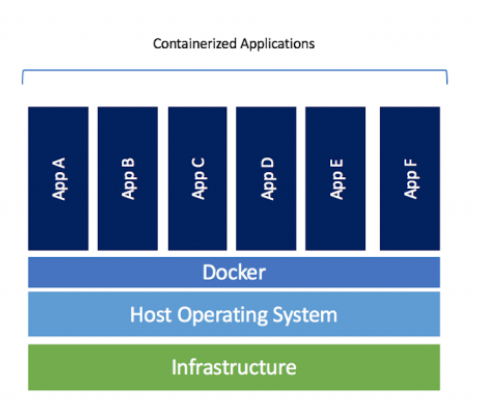 Containerized Applications
App A
App B
App C
App D
App E
App F
Docker
Host Operating System
Infrastructure